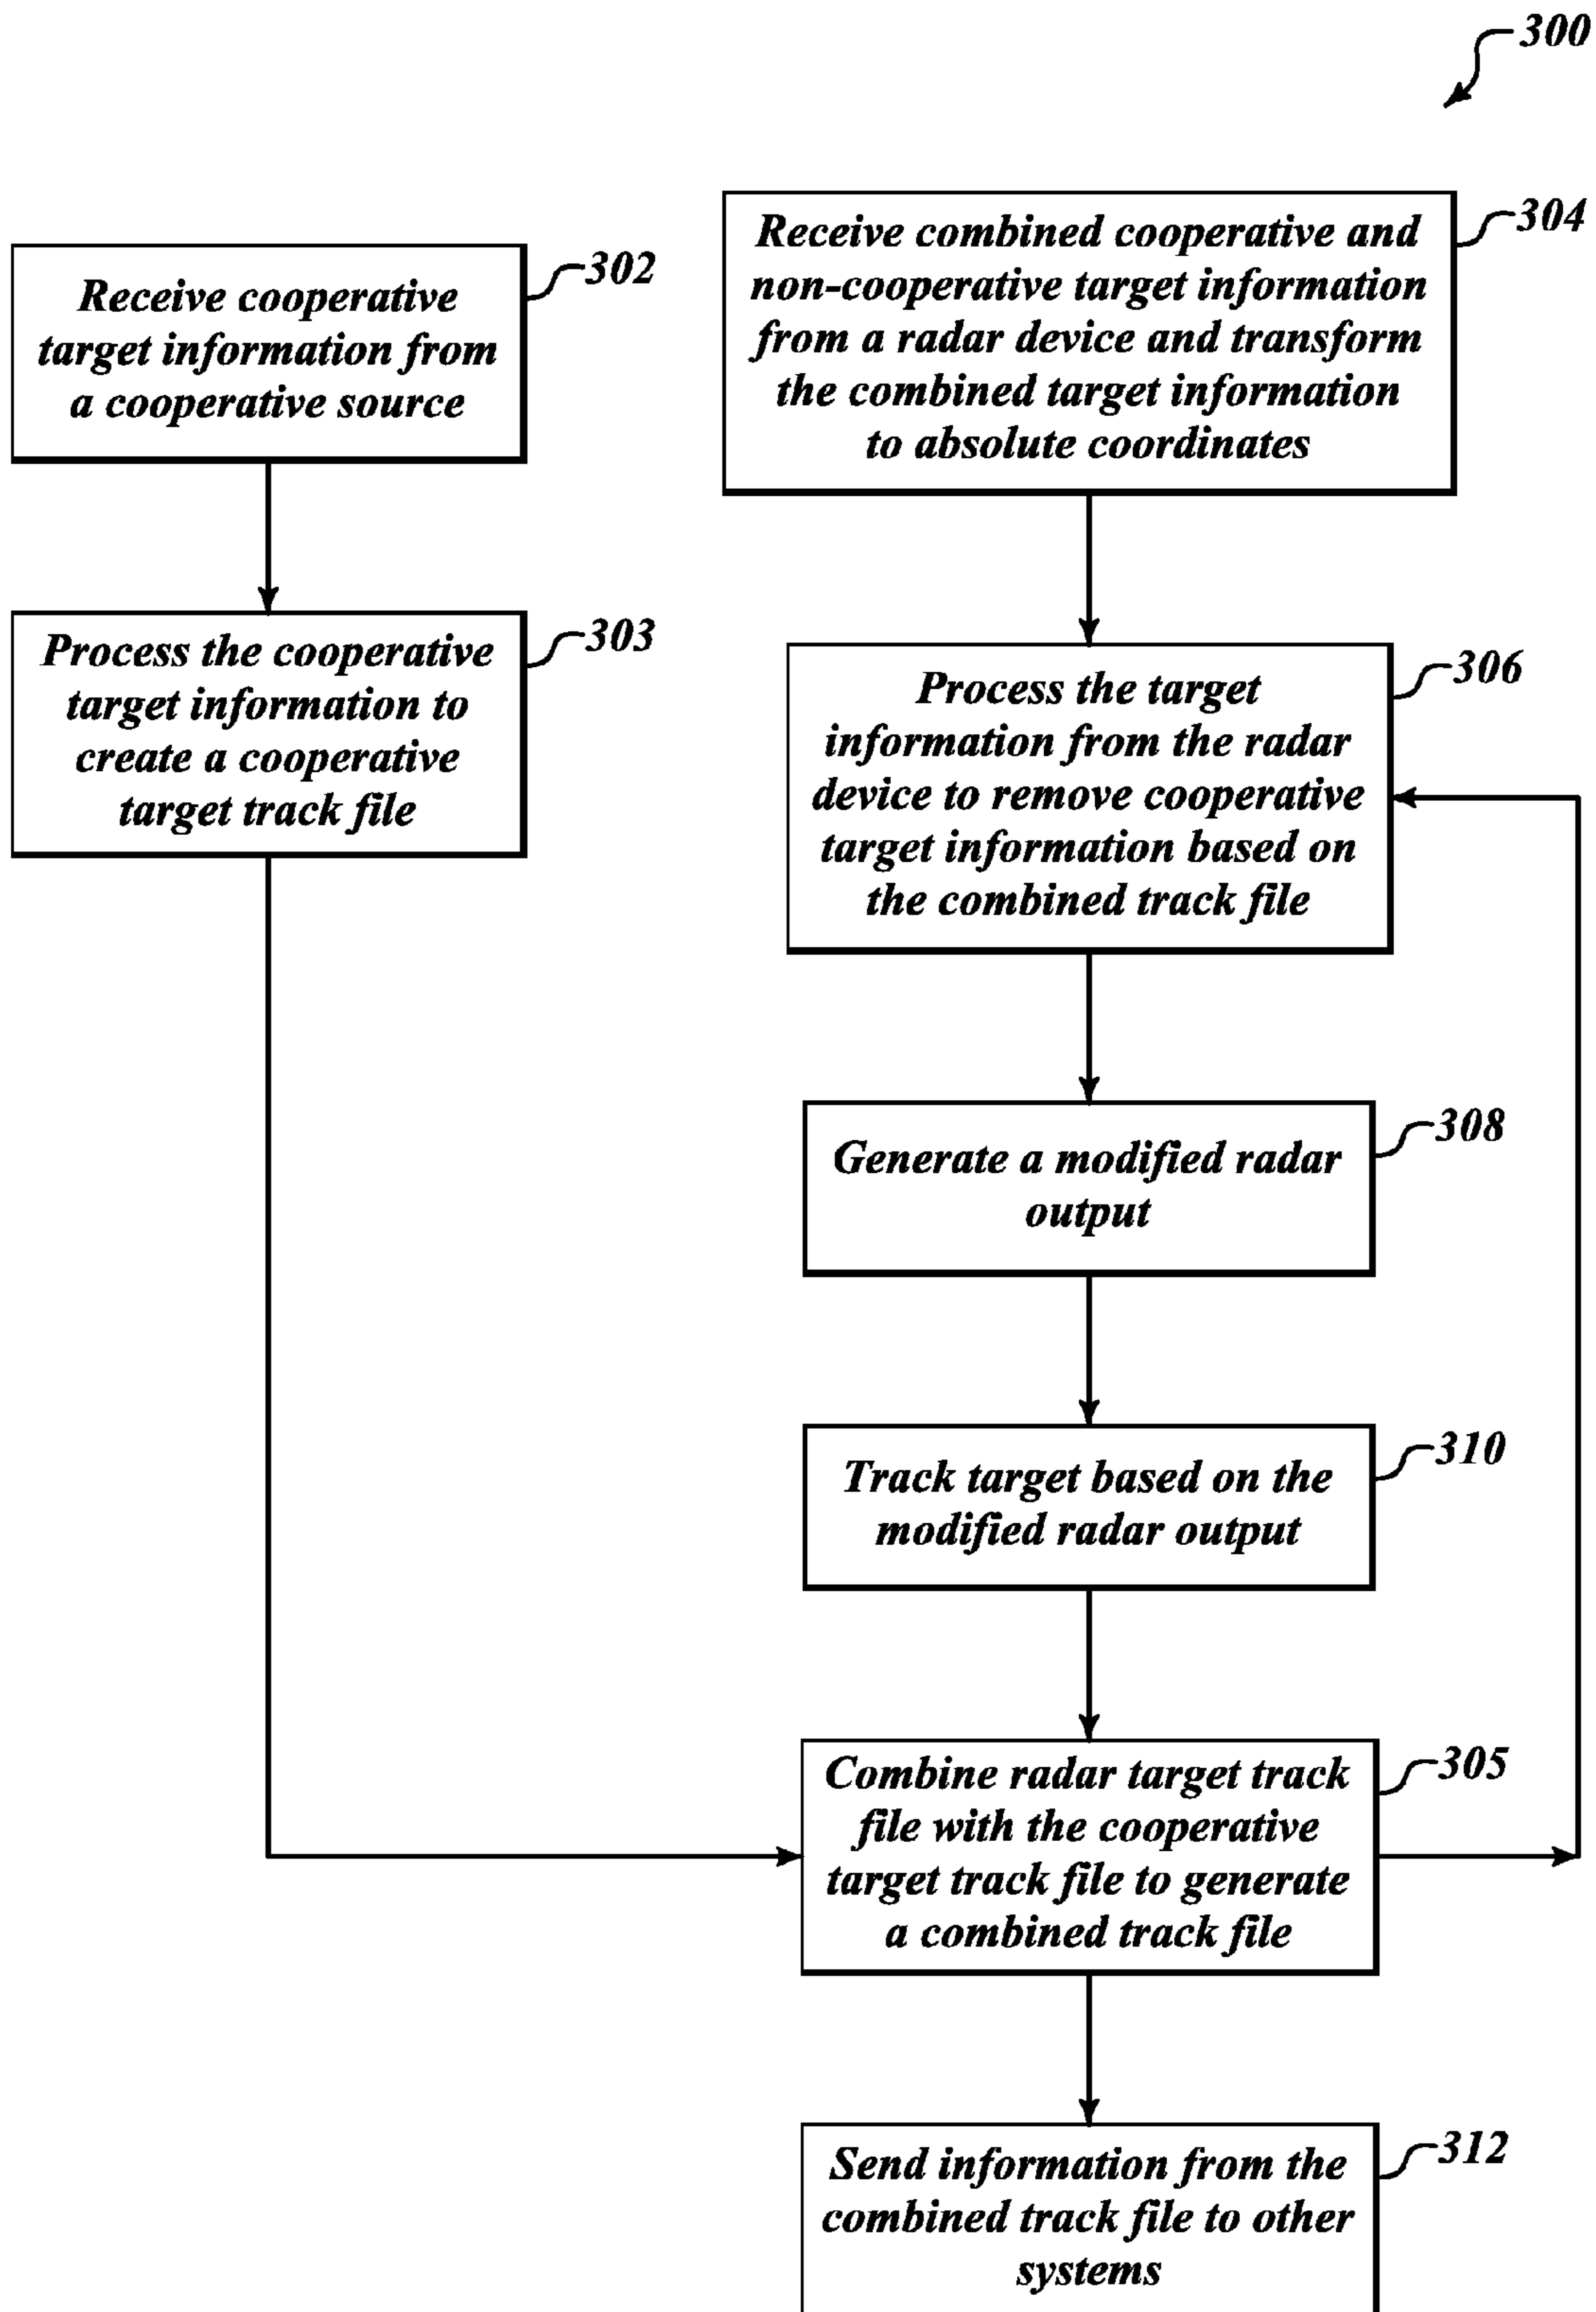 300
304
Receive combined cooperative and
non-cooperative target information
from a radar device and transform
the combined target information
to absolute coordinates
302
Receive cooperative
target information from
a cooperative source
303
Process the cooperative
target information to
create a cooperative
target track file
306
Process the target
information from the radar
device to remove cooperative
target information based on
the combined track file
308
Generate a modified radar
output
310
Track target based on the
modified radar output
305
Combine radar target track
file with the cooperative
target track file to generate
a combined track file
312
Send information from the
combined track file to other
systems